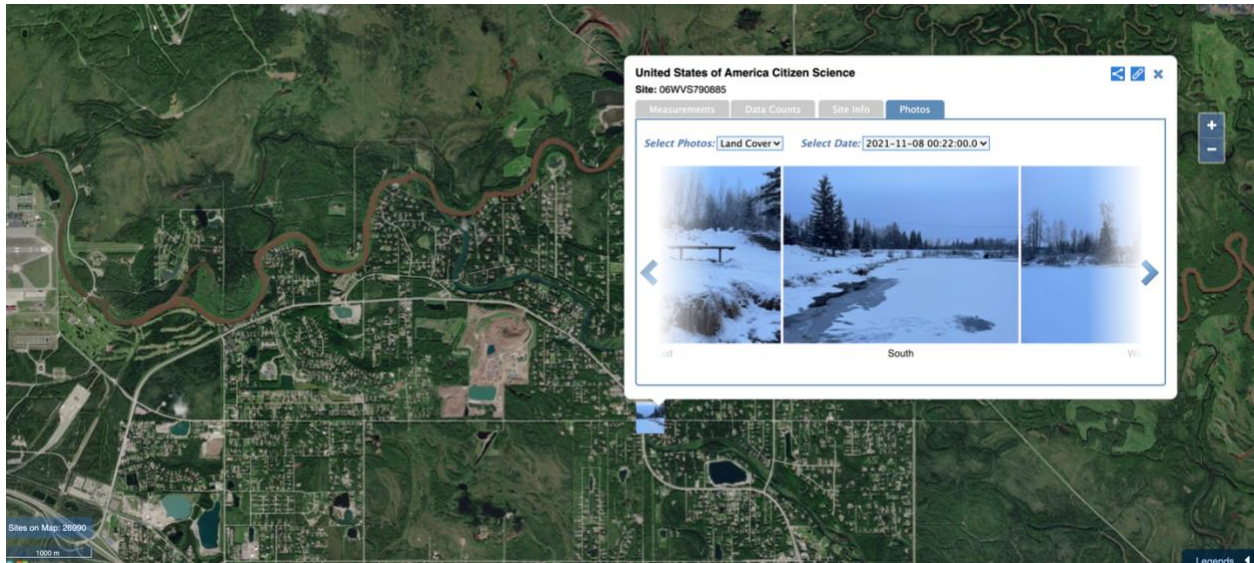 United States of America Citizen Science
Site: 06WVS790885
Measurements Data Counts Site Info Photos
Select Photos: Land Cover Select Date: 2021-11-08 00:22:00.0
South
Sites on Map: 26990
1000 m
Legends